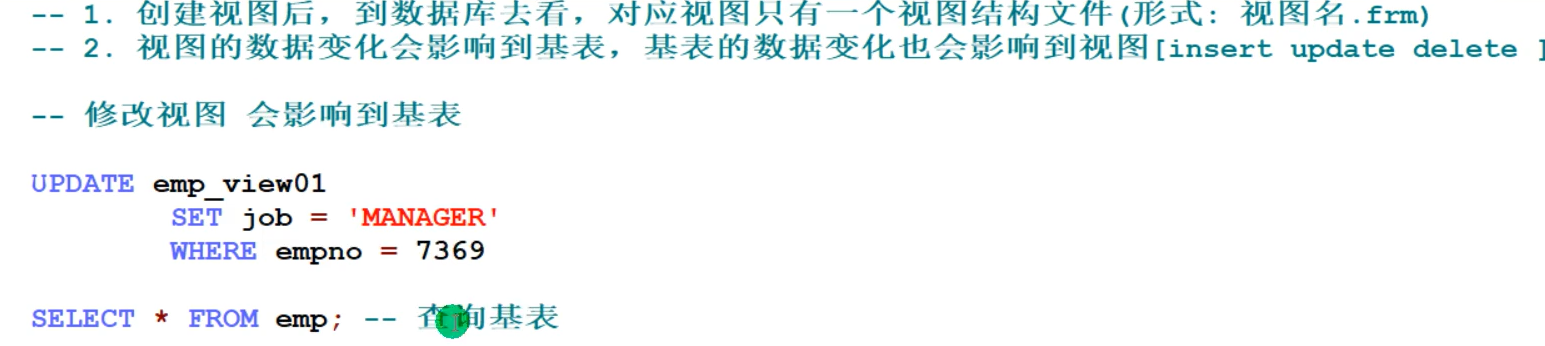 -- 1. 创建视图后，到数据库去看，对应视图只有一个视图结构文件(形式: 视图名.frm)
-- 2. 视图的数据变化会影响到基表，基表的数据变化也会影响到视图[insert update delete ]
-- 修改视图 会影响到基表
UPDATE emp_view01
SET job = 'MANAGER'
WHERE empno = 7369
SELECT * FROM emp; -- 查询基表